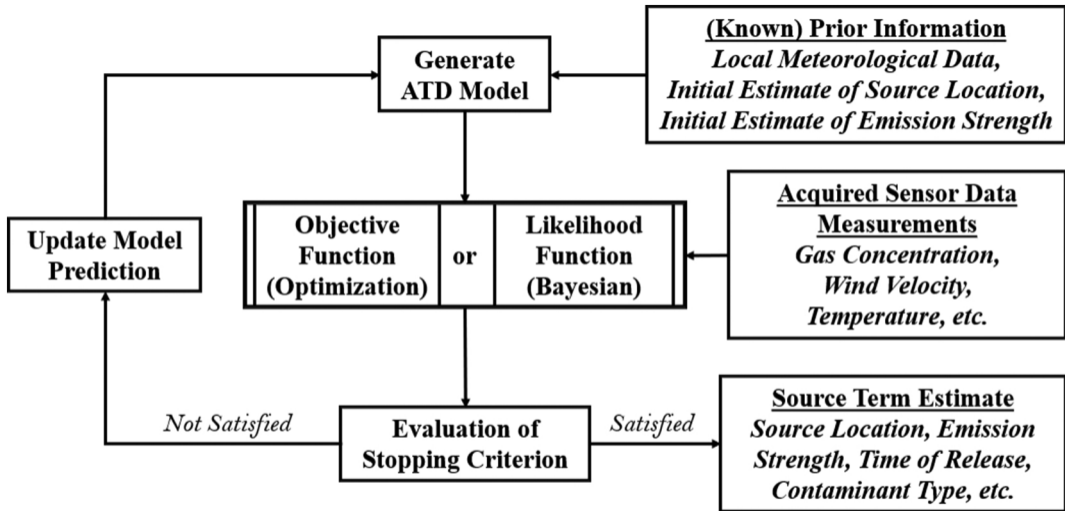 Generate
ATD Model
(Known) Prior Information
Local Meteorological Data,
Initial Estimate of Source Location,
Initial Estimate of Emission Strength
Update Model
Prediction
Objective
Function
(Optimization)
or
Likelihood
Function
(Bayesian)
Acquired Sensor Data
Measurements
Gas Concentration,
Wind Velocity,
Temperature, etc.
Not Satisfied
Evaluation of
Stopping Criterion
Satisfied
Source Term Estimate
Source Location, Emission
Strength, Time of Release,
Contaminant Type, etc.